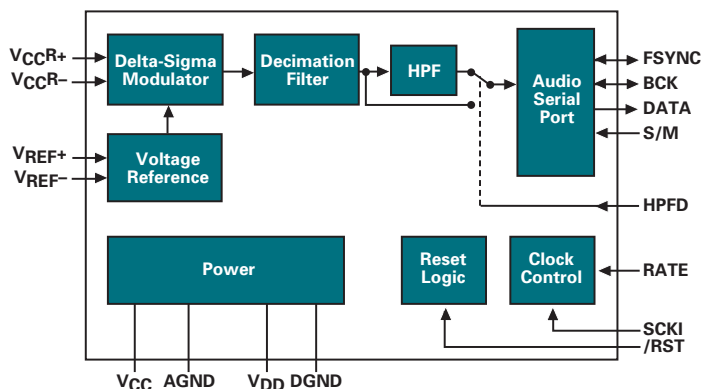 VCCR+
VCCR–
VREF+
VREF–
Delta-Sigma
Modulator
Decimation
Filter
HPF
Audio
Serial
Port
FSYNC
BCK
DATA
S/M
Voltage
Reference
HPFD
Power
Reset
Logic
Clock
Control
RATE
SCKI
/RST
VCC AGND VDD DGND